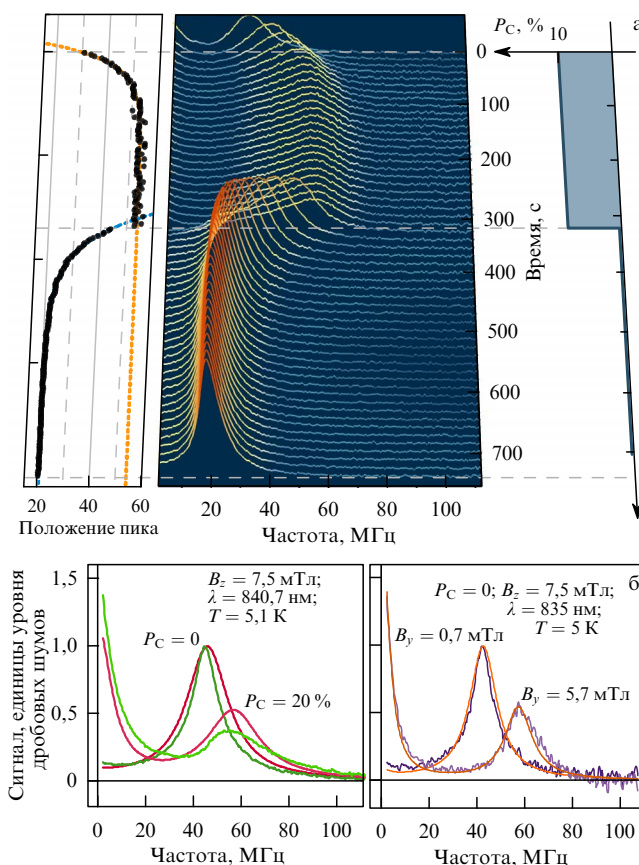 P_C, % 10 а
0
100
200
300
400
500
600
700
Время, с
20 40 60
Положение пика
20 40 60 80 100
Частота, МГц
1,5
1,0
0,5
0
Сигнал, единицы уровня
дробовых шумов
B_z = 7,5 мТл;
λ = 840,7 нм;
T = 5,1 К
P_C = 0
P_C = 20 %
0 20 40 60 80 100
Частота, МГц
б
P_C = 0; B_z = 7,5 мТл;
λ = 835 нм;
T = 5 К
B_y = 0,7 мТл
B_y = 5,7 мТл
0 20 40 60 80 100
Частота, МГц